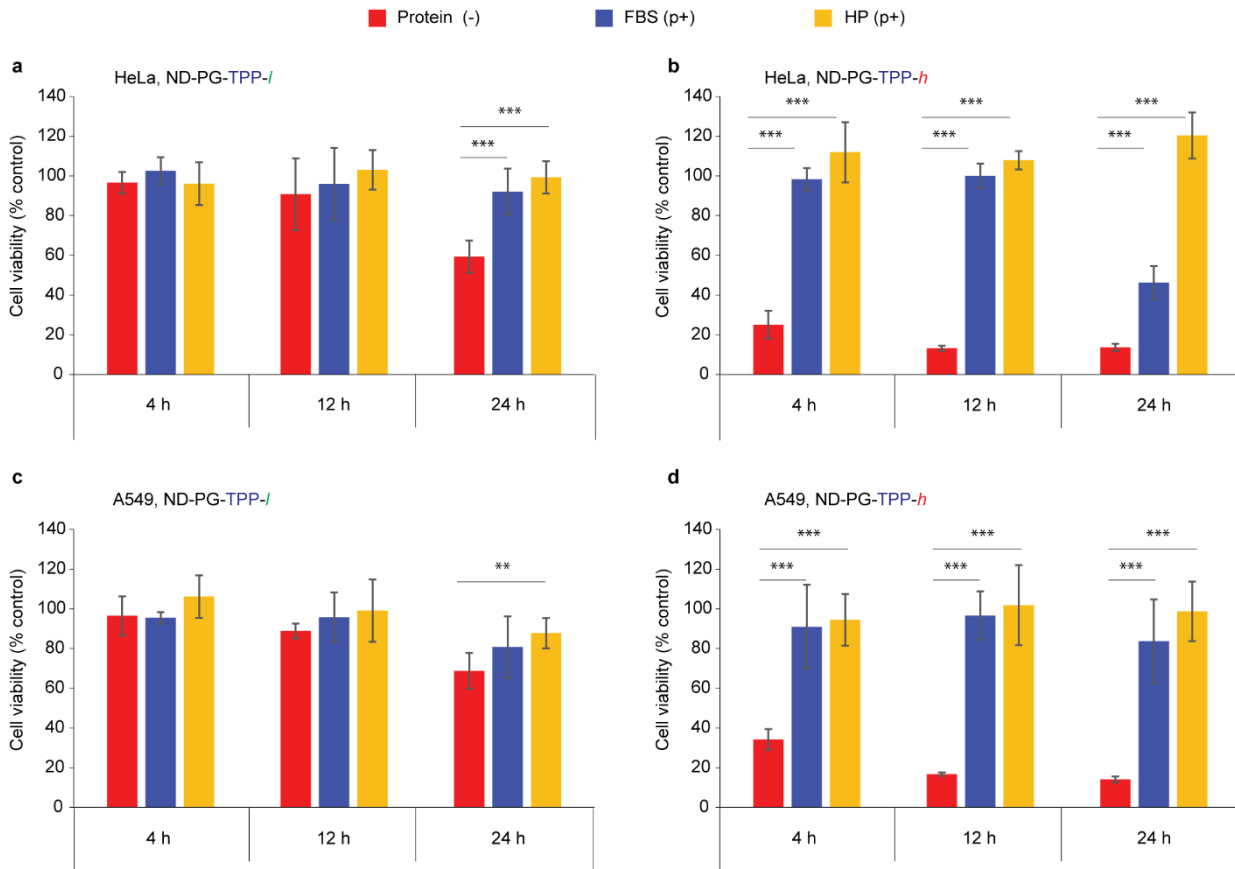 Protein (-) FBS (p+) HP (p+)
a HeLa, ND-PG-TPP-l
Cell viability (% control)
140
120
100
80
60
40
20
0
***
***
4 h 12 h 24 h
b HeLa, ND-PG-TPP-h
Cell viability (% control)
140
120
100
80
60
40
20
0
*** *** ***
*** *** ***
4 h 12 h 24 h
c A549, ND-PG-TPP-l
Cell viability (% control)
140
120
100
80
60
40
20
0
**
4 h 12 h 24 h
d A549, ND-PG-TPP-h
Cell viability (% control)
140
120
100
80
60
40
20
0
*** *** ***
*** *** ***
4 h 12 h 24 h